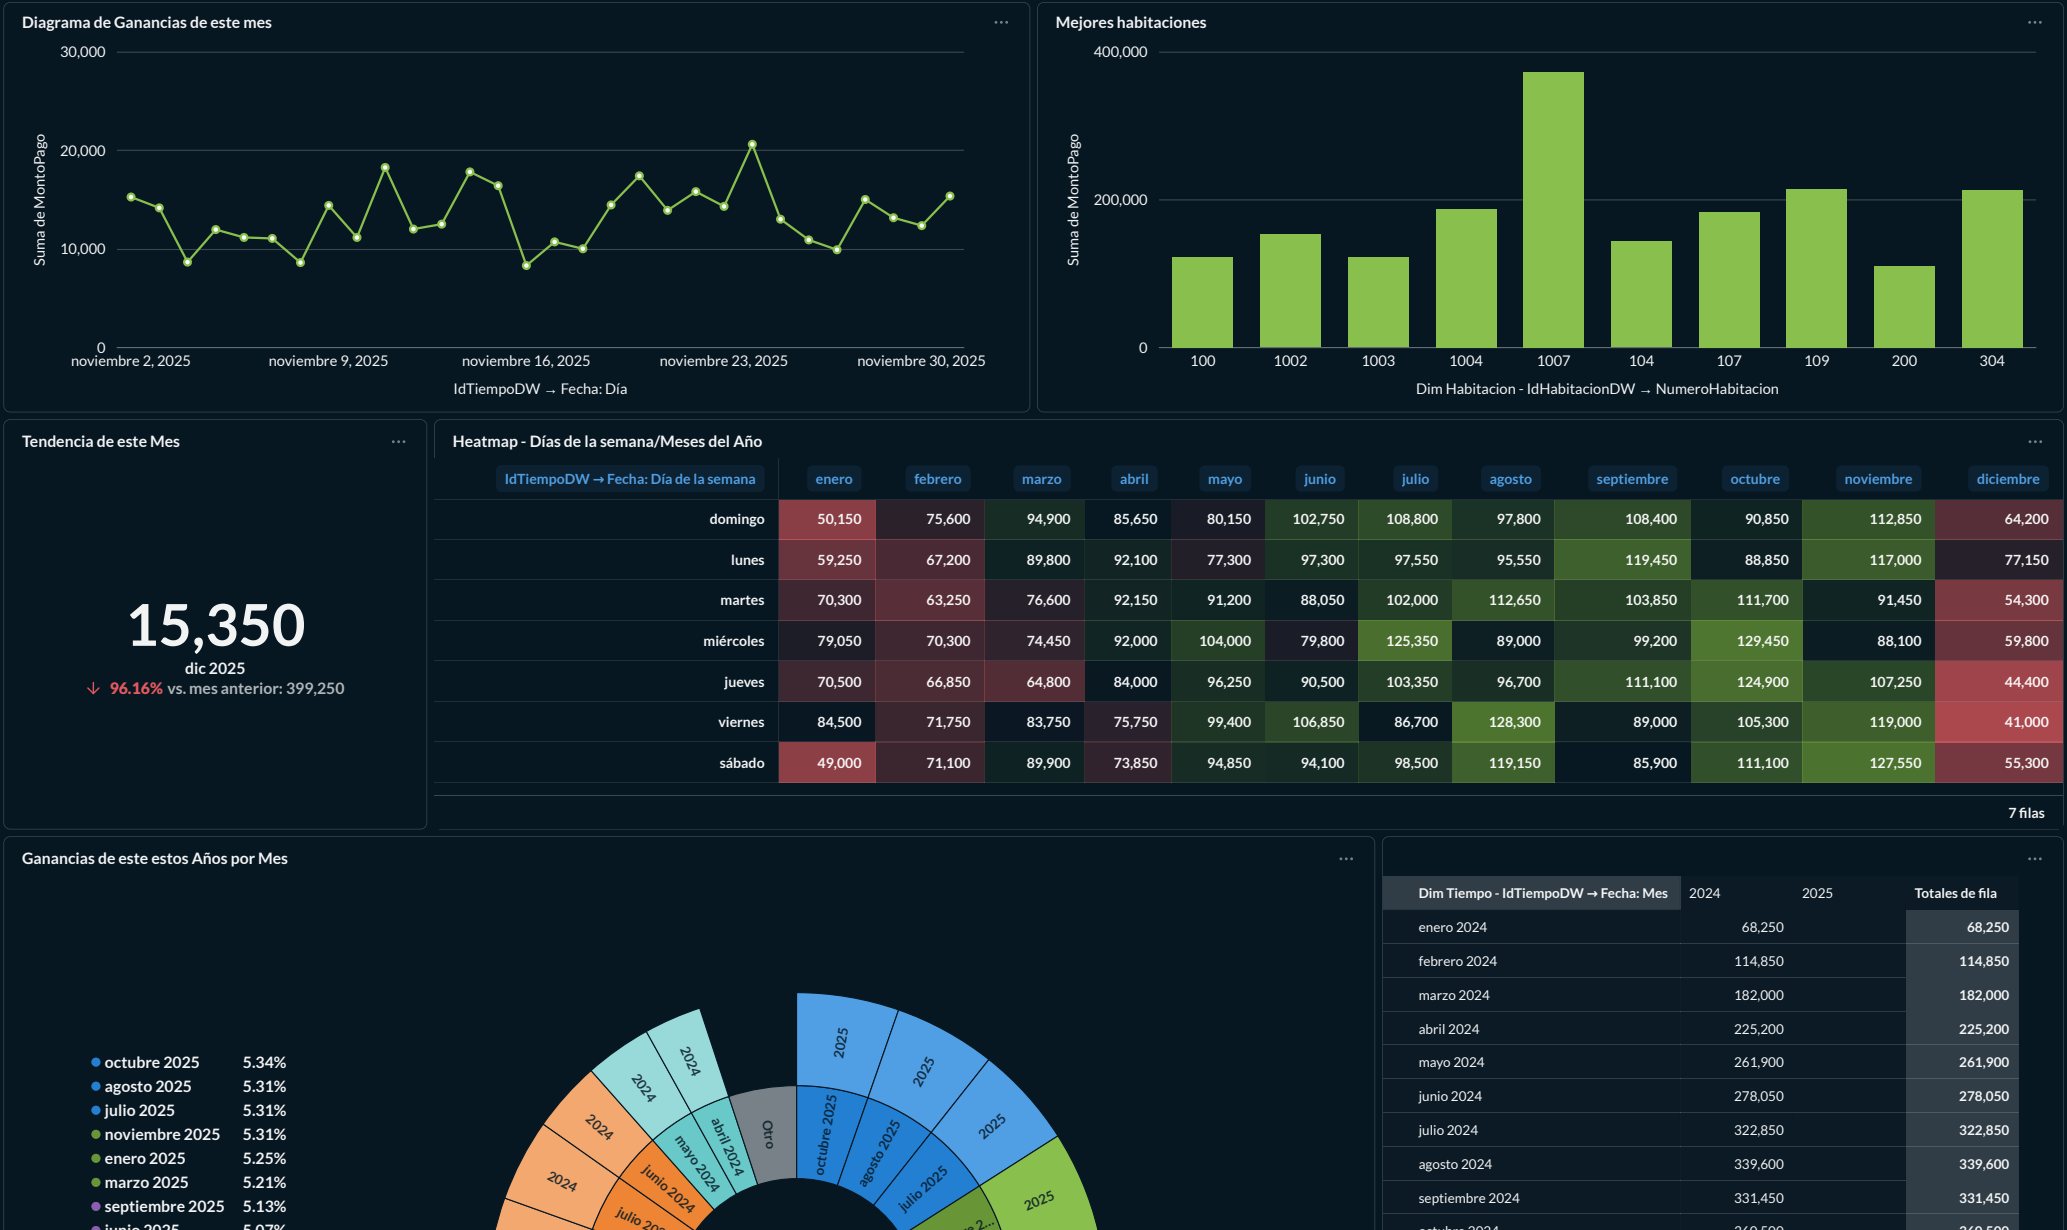 Diagrama de Ganancias de este mes
30,000
20,000
10,000
0
Suma de MontoPago
noviembre 2, 2025 noviembre 9, 2025 noviembre 16, 2025 noviembre 23, 2025 noviembre 30, 2025
IdTiempoDW → Fecha: Día
Mejores habitaciones
400,000
200,000
0
Suma de MontoPago
100 1002 1003 1004 1007 104 107 109 200 304
Dim Habitacion - IdHabitacionDW → NumeroHabitacion
Tendencia de este Mes
15,350
dic 2025
↓ 96.16% vs. mes anterior: 399,250
Heatmap - Días de la semana/Meses del Año
IdTiempoDW → Fecha: Día de la semana enero febrero marzo abril mayo junio julio agosto septiembre octubre noviembre diciembre
domingo 50,150 75,600 94,900 85,650 80,150 102,750 108,800 97,800 108,400 90,850 112,850 64,200
lunes 59,250 67,200 89,800 92,100 77,300 97,300 97,550 95,550 119,450 88,850 117,000 77,150
martes 70,300 63,250 76,600 92,150 91,200 88,050 102,000 112,650 103,850 111,700 91,450 54,300
miércoles 79,050 70,300 74,450 92,000 104,000 79,800 125,350 89,000 99,200 129,450 88,100 59,800
jueves 70,500 66,850 64,800 84,000 96,250 90,500 103,350 96,700 111,100 124,900 107,250 44,400
viernes 84,500 71,750 83,750 75,750 99,400 106,850 86,700 128,300 89,000 105,300 119,000 41,000
sábado 49,000 71,100 89,900 73,850 94,850 94,100 98,500 119,150 85,900 111,100 127,550 55,300
7 filas
Ganancias de este estos Años por Mes
octubre 2025 5.34%
agosto 2025 5.31%
julio 2025 5.31%
noviembre 2025 5.31%
enero 2025 5.25%
marzo 2025 5.21%
septiembre 2025 5.13%
junio 2025 5.07%
2024
2024
2024
2024
2025
2025
2025
2025
junio 2024
mayo 2024
abril 2024
Otro
octubre 2025
agosto 2025
julio 2025
Dim Tiempo - IdTiempoDW → Fecha: Mes 2024 2025 Totales de fila
enero 2024 68,250 68,250
febrero 2024 114,850 114,850
marzo 2024 182,000 182,000
abril 2024 225,200 225,200
mayo 2024 261,900 261,900
junio 2024 278,050 278,050
julio 2024 322,850 322,850
agosto 2024 339,600 339,600
septiembre 2024 331,450 331,450